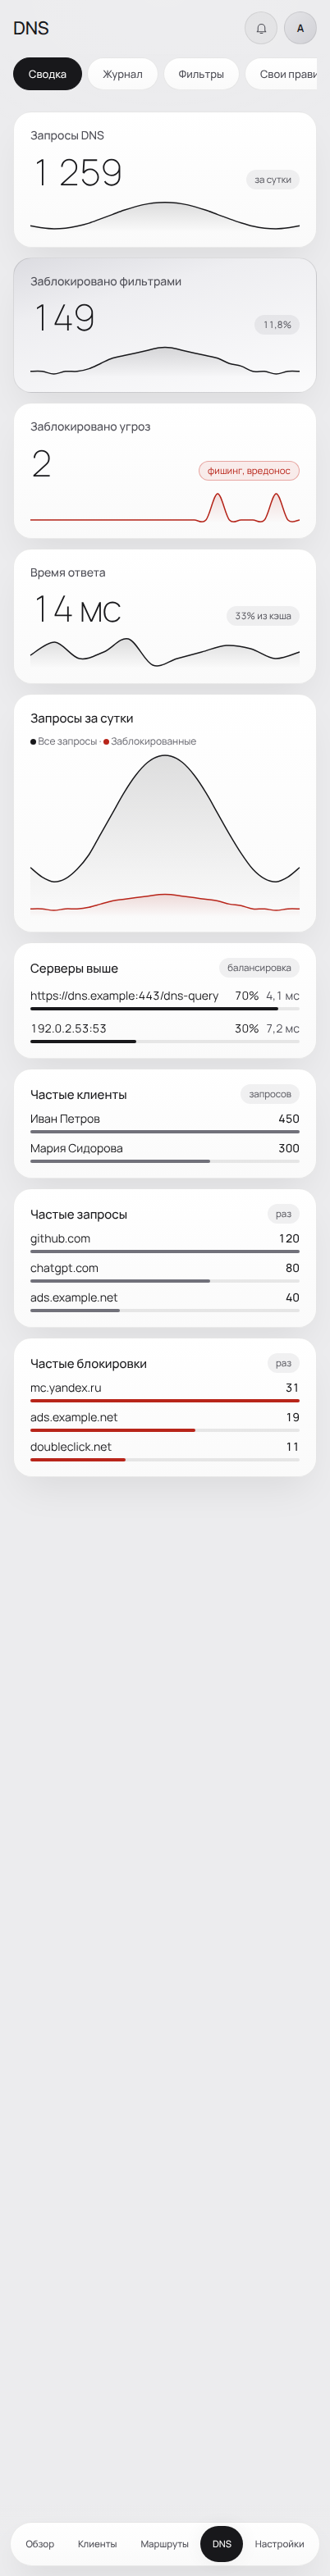 DNS
A
Сводка
Журнал
Фильтры
Свои прави
Запросы DNS
1 259
за сутки
Заблокировано фильтрами
149
11,8%
Заблокировано угроз
2
фишинг, вредонос
Время ответа
14 мс
33% из кэша
Запросы за сутки
Все запросы · Заблокированные
Серверы выше
балансировка
https://dns.example:443/dns-query 70% 4,1 мс
192.0.2.53:53 30% 7,2 мс
Частые клиенты
запросов
Иван Петров 450
Мария Сидорова 300
Частые запросы
раз
github.com 120
chatgpt.com 80
ads.example.net 40
Частые блокировки
раз
mc.yandex.ru 31
ads.example.net 19
doubleclick.net 11
Обзор Клиенты Маршруты DNS Настройки